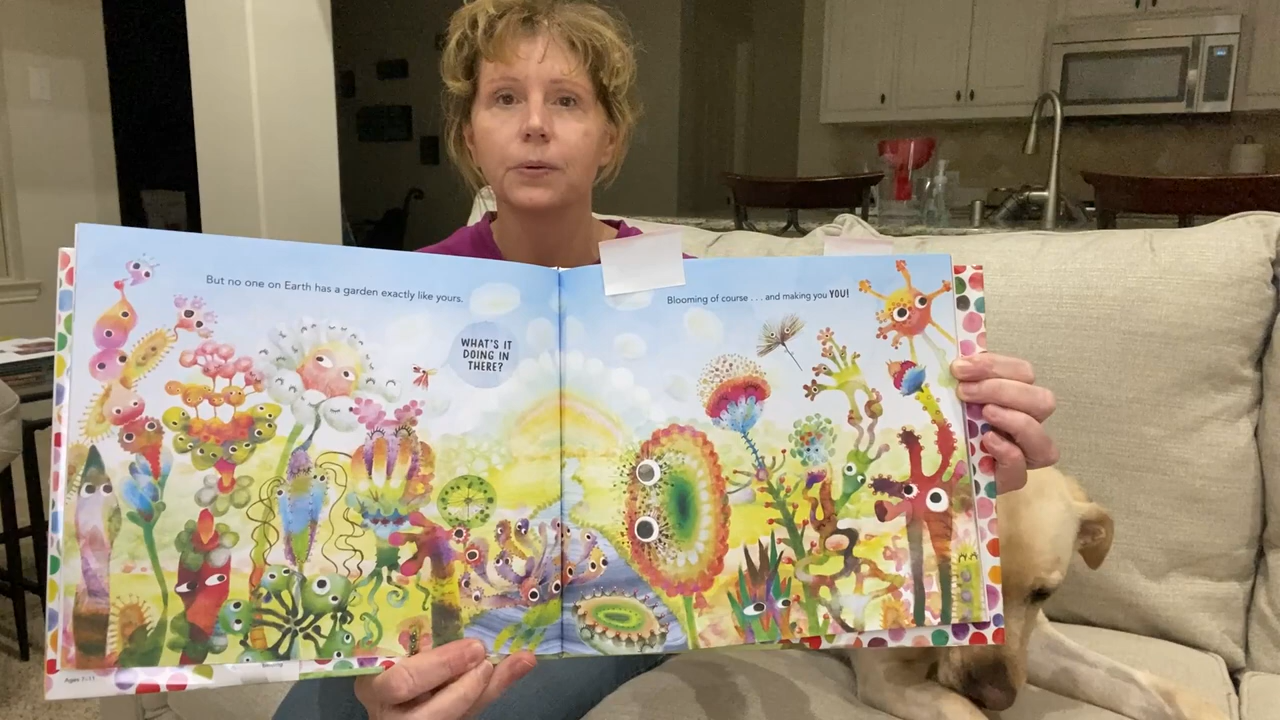 But no one on Earth has a garden exactly like yours.
WHAT'S IT
DOING IN
THERE?
Blooming of course . . . and making you YOU!